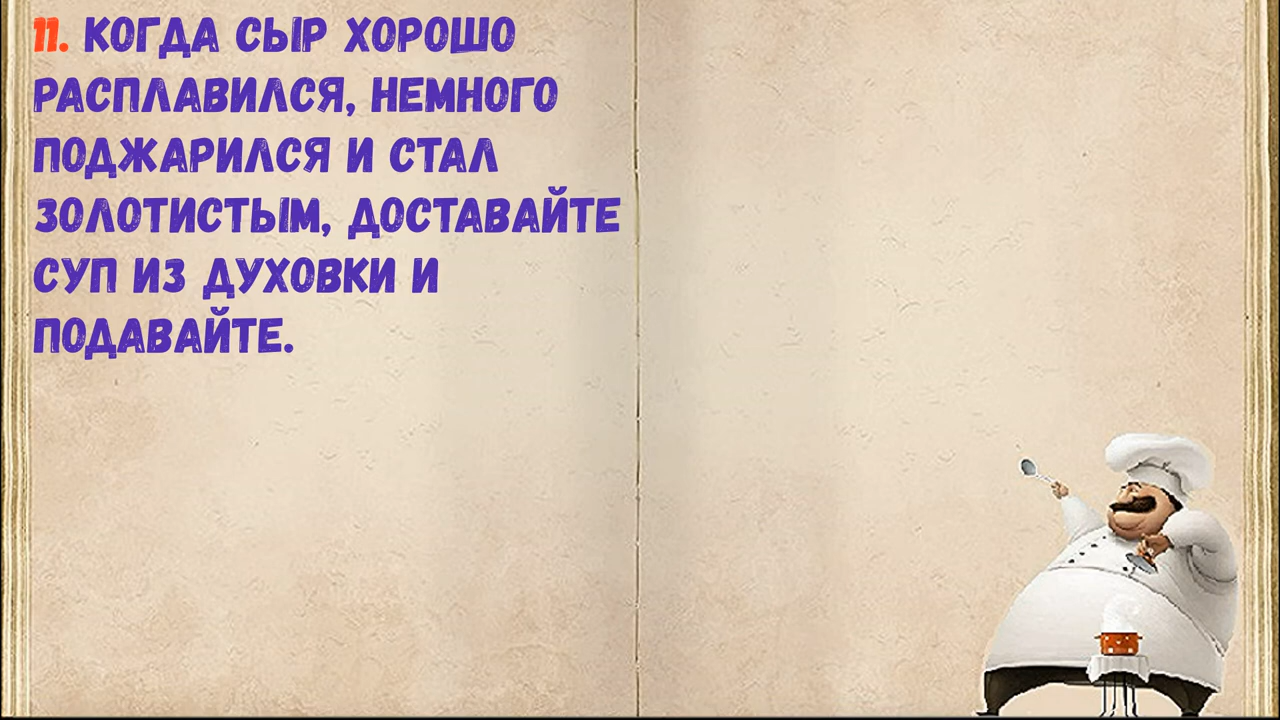 11. КОГДА СЫР ХОРОШО
РАСПЛАВИЛСЯ, НЕМНОГО
ПОДЖАРИЛСЯ И СТАЛ
ЗОЛОТИСТЫМ, ДОСТАВАЙТЕ
СУП ИЗ ДУХОВКИ И
ПОДАВАЙТЕ.